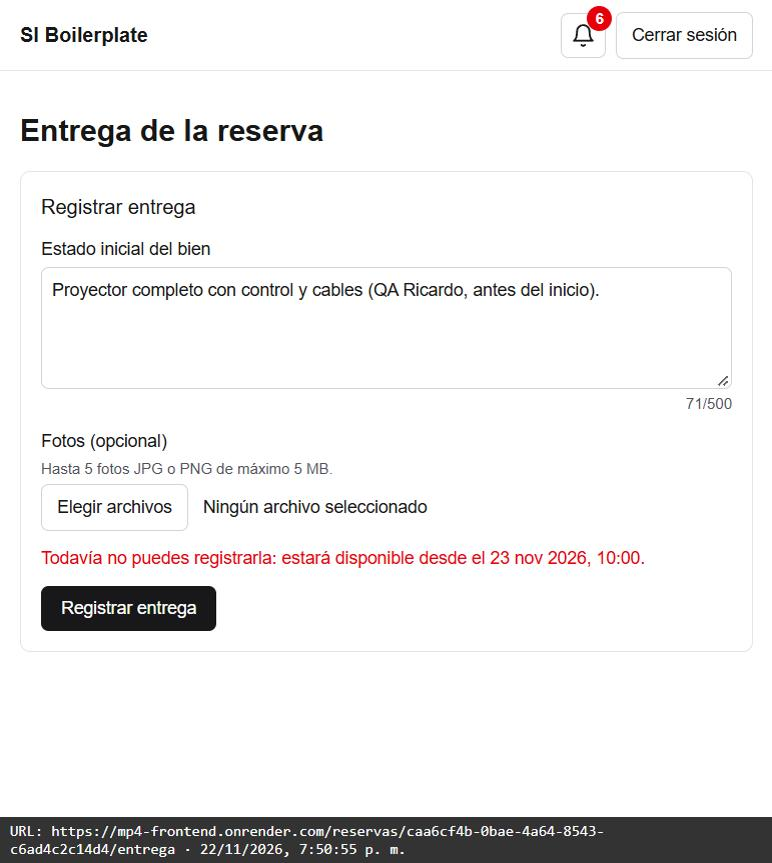 SI Boilerplate
6
Cerrar sesión
Entrega de la reserva
Registrar entrega
Estado inicial del bien
Proyector completo con control y cables (QA Ricardo, antes del inicio).
71/500
Fotos (opcional)
Hasta 5 fotos JPG o PNG de máximo 5 MB.
Elegir archivos
Ningún archivo seleccionado
Todavía no puedes registrarla: estará disponible desde el 23 nov 2026, 10:00.
Registrar entrega
URL: https://mp4-frontend.onrender.com/reservas/caa6cf4b-0bae-4a64-8543-
c6ad4c2c14d4/entrega · 22/11/2026, 7:50:55 p. m.